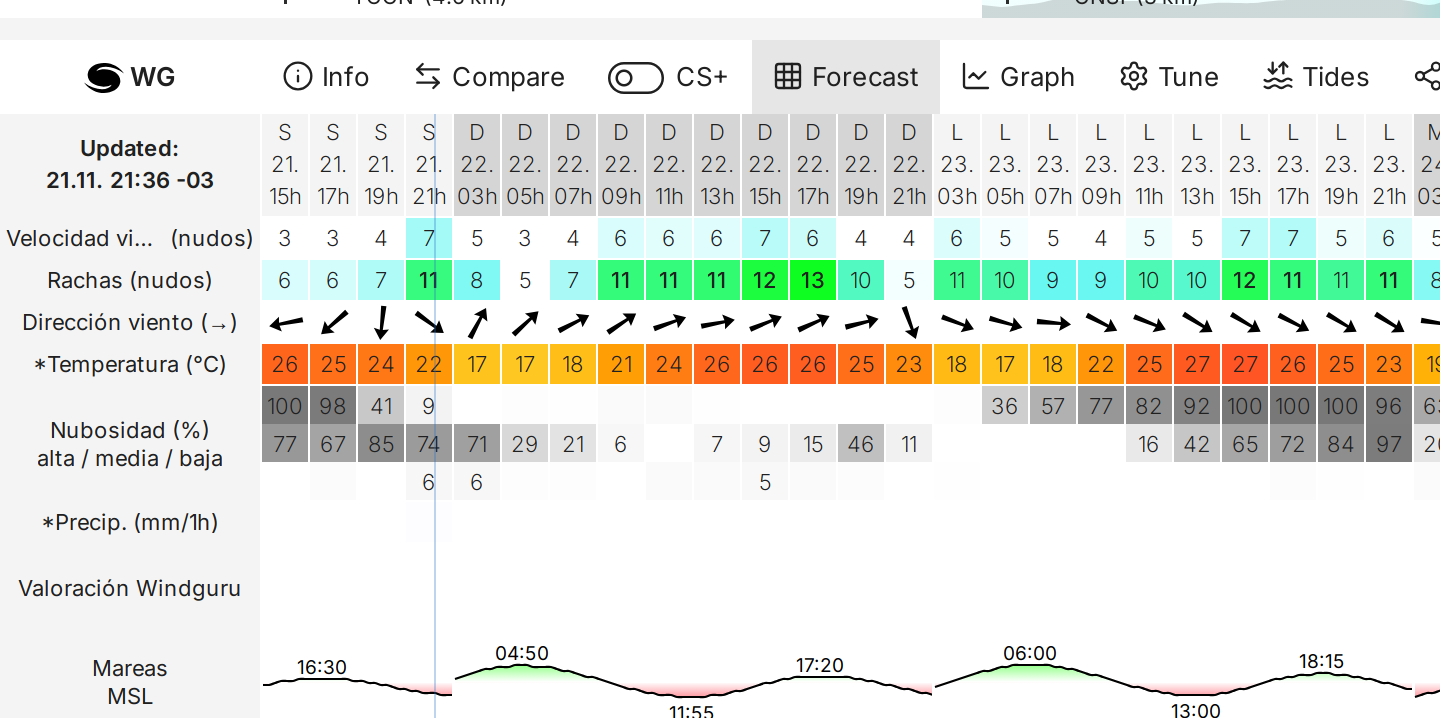 WG Info Compare CS+ Forecast Graph Tune Tides
Updated:
21.11. 21:36 -03
S S S S D D D D D D D D D D L L L L L L L L L L M
21. 21. 21. 21. 22. 22. 22. 22. 22. 22. 22. 22. 22. 22. 23. 23. 23. 23. 23. 23. 23. 23. 23. 23.
15h 17h 19h 21h 03h 05h 07h 09h 11h 13h 15h 17h 19h 21h 03h 05h 07h 09h 11h 13h 15h 17h 19h 21h
Velocidad vi... (nudos) 3 3 4 7 5 3 4 6 6 6 7 6 4 4 6 5 5 4 5 5 7 7 5 6 5
Rachas (nudos) 6 6 7 11 8 5 7 11 11 11 12 13 10 5 11 10 9 9 10 10 12 11 11 11 8
Dirección viento (→)
*Temperatura (°C) 26 25 24 22 17 17 18 21 24 26 26 26 25 23 18 17 18 22 25 27 27 26 25 23 19
Nubosidad (%)
alta / media / baja
100 98 41 9 36 57 77 82 92 100 100 100 96
77 67 85 74 71 29 21 6 7 9 15 46 11 16 42 65 72 84 97
6 6 5
*Precip. (mm/1h)
Valoración Windguru
Mareas
MSL
16:30 04:50 11:55 17:20 06:00 13:00 18:15